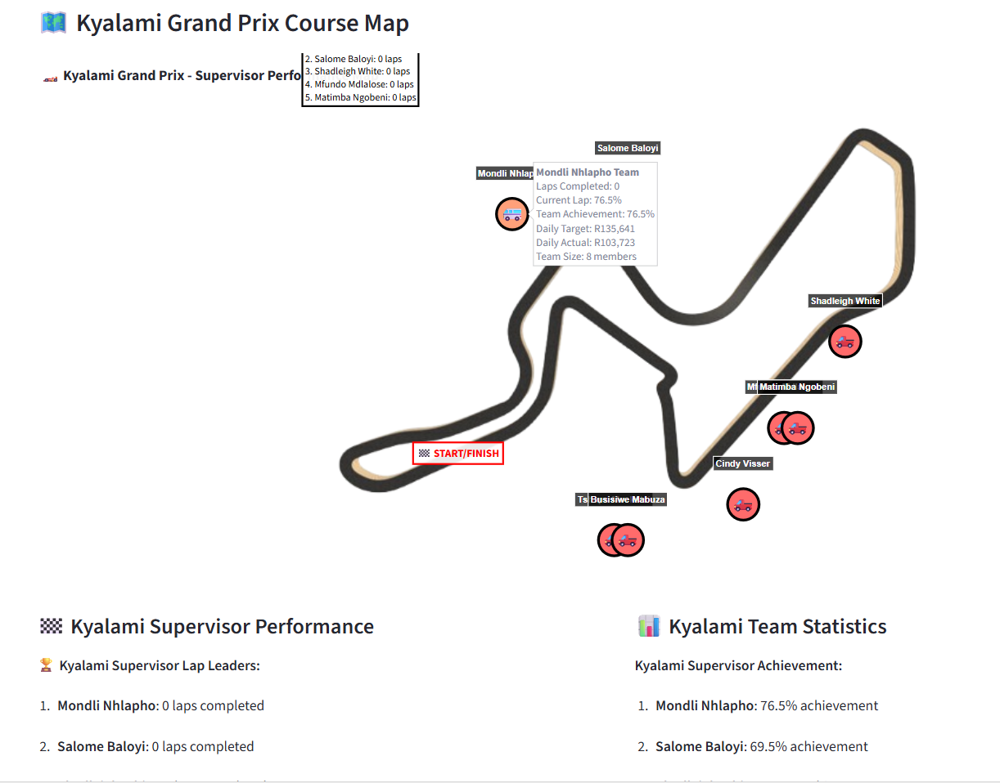 Kyalami Grand Prix Course Map
Kyalami Grand Prix - Supervisor Perfo
2. Salome Baloyi: 0 laps
3. Shadleigh White: 0 laps
4. Mfundo Mdlalose: 0 laps
5. Matimba Ngobeni: 0 laps
Salome Baloyi
Mondli Nhlap
Mondli Nhlapho Team
Laps Completed: 0
Current Lap: 76.5%
Team Achievement: 76.5%
Daily Target: R135,641
Daily Actual: R103,723
Team Size: 8 members
Shadleigh White
Mf Matimba Ngobeni
START/FINISH
Cindy Visser
Ts Busisiwe Mabuza
Kyalami Supervisor Performance
Kyalami Supervisor Lap Leaders:
1. Mondli Nhlapho: 0 laps completed
2. Salome Baloyi: 0 laps completed
Kyalami Team Statistics
Kyalami Supervisor Achievement:
1. Mondli Nhlapho: 76.5% achievement
2. Salome Baloyi: 69.5% achievement